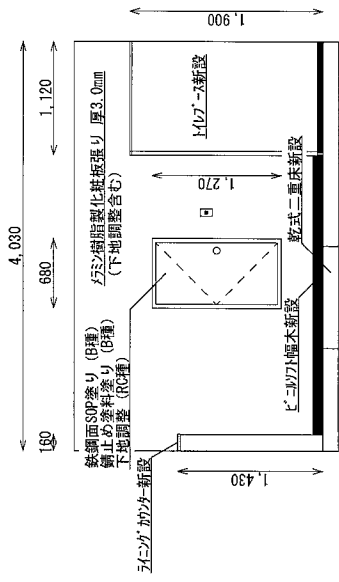 4,030
160
680
1,120
鉄鋼面SOP塗り (B種)
錆止め塗料塗り (B種)
下地調整 (RC種)
メラミン樹脂製化粧板張り 厚3.0mm
(下地調整含む)
ライニングカウンター新設
トイレブース新設
1,270
1,430
1,900
ビニルソフト幅木新設
乾式二重床新設